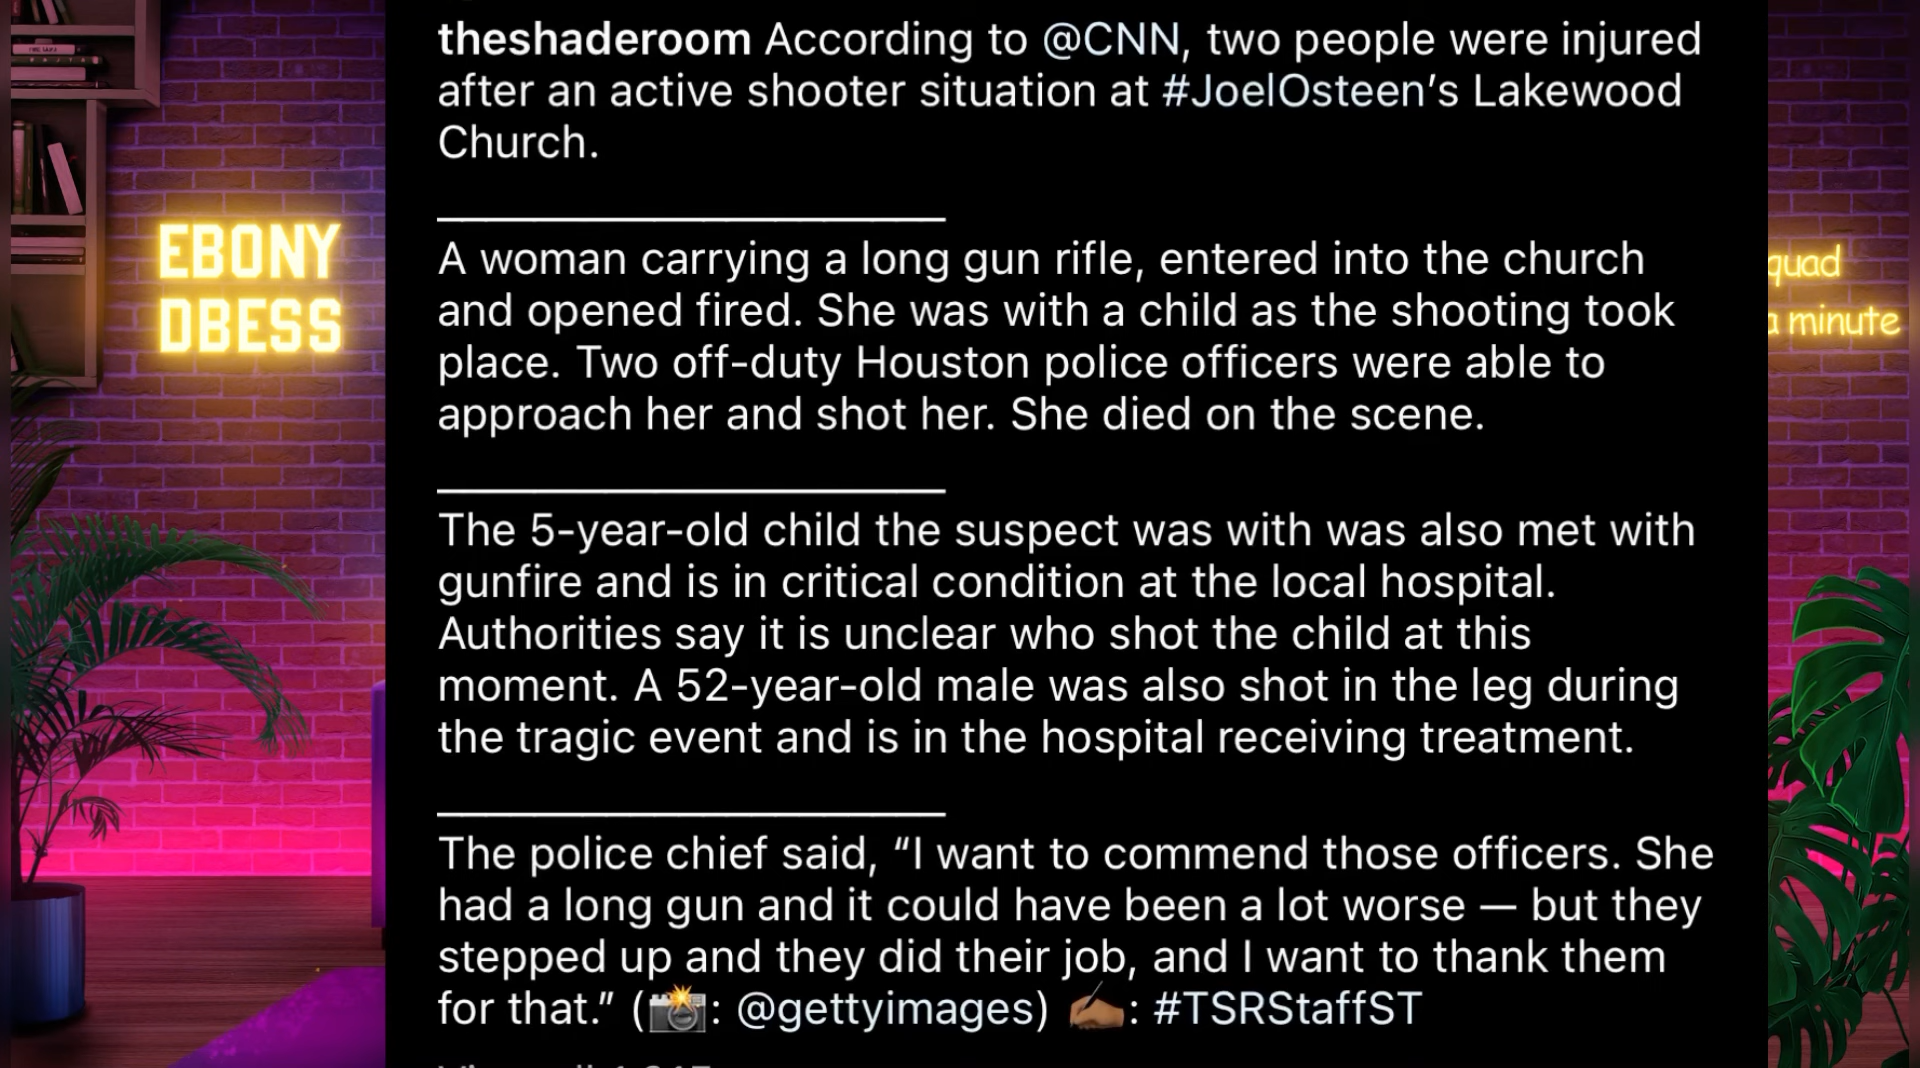 theshaderoom According to @CNN, two people were injured
after an active shooter situation at #JoelOsteen’s Lakewood
Church.
A woman carrying a long gun rifle, entered into the church
and opened fired. She was with a child as the shooting took
place. Two off-duty Houston police officers were able to
approach her and shot her. She died on the scene.
The 5-year-old child the suspect was with was also met with
gunfire and is in critical condition at the local hospital.
Authorities say it is unclear who shot the child at this
moment. A 52-year-old male was also shot in the leg during
the tragic event and is in the hospital receiving treatment.
The police chief said, “I want to commend those officers. She
had a long gun and it could have been a lot worse — but they
stepped up and they did their job, and I want to thank them
for that.” (📸: @gettyimages) ✍🏾: #TSRStaffST
EBONY
DBESS
quad
a minute